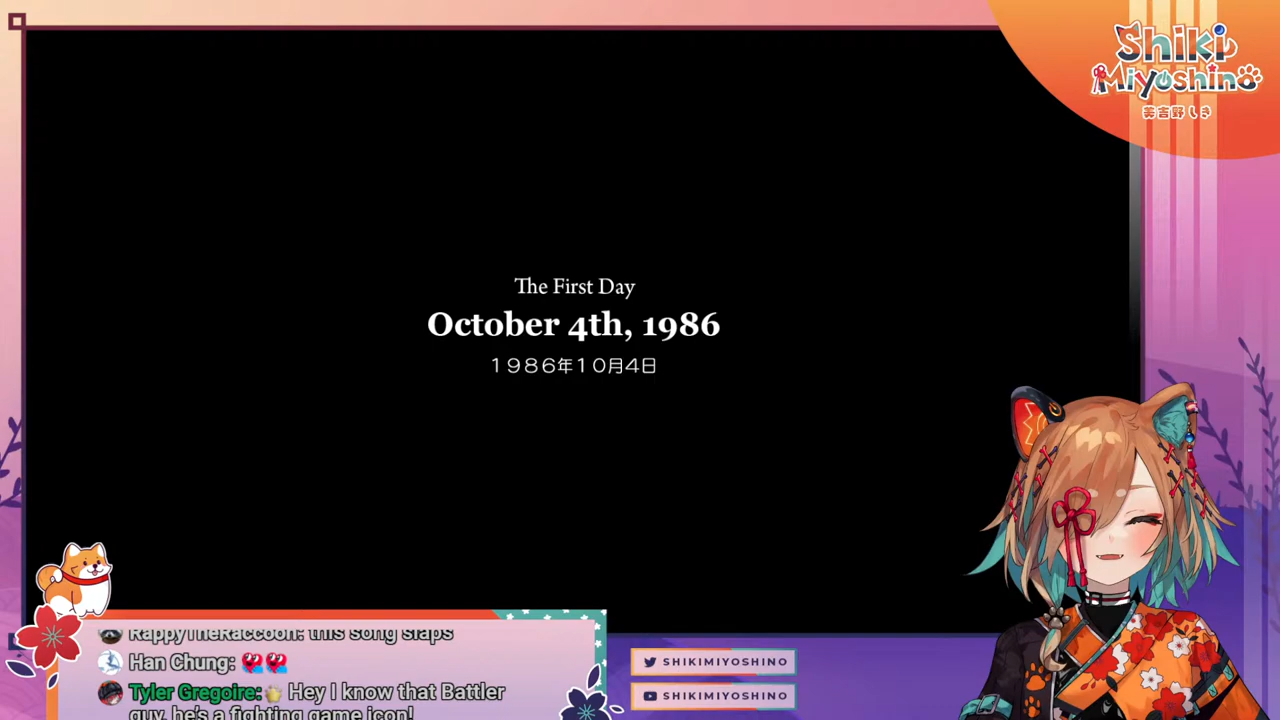 Shiki
Miyoshino
美吉野しき
The First Day
October 4th, 1986
1986年10月4日
RappyTheRaccoon: this song slaps
Han Chung:
Tyler Gregoire: Hey I know that Battler
guy, he's a fighting game icon!
SHIKIMIYOSHINO
SHIKIMIYOSHINO